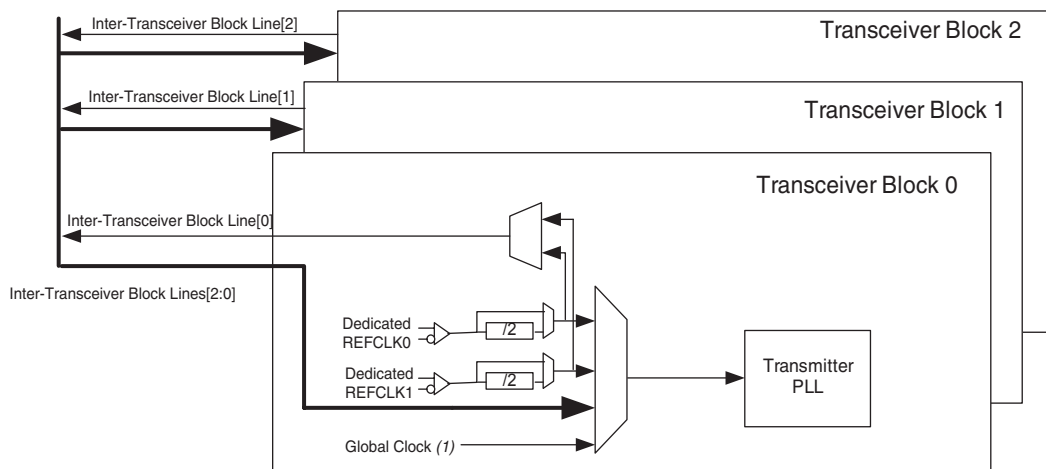 Inter-Transceiver Block Line[2]
Transceiver Block 2
Inter-Transceiver Block Line[1]
Transceiver Block 1
Transceiver Block 0
Inter-Transceiver Block Line[0]
Inter-Transceiver Block Lines[2:0]
Dedicated
REFCLK0
/2
Dedicated
REFCLK1
/2
Transmitter
PLL
Global Clock (1)